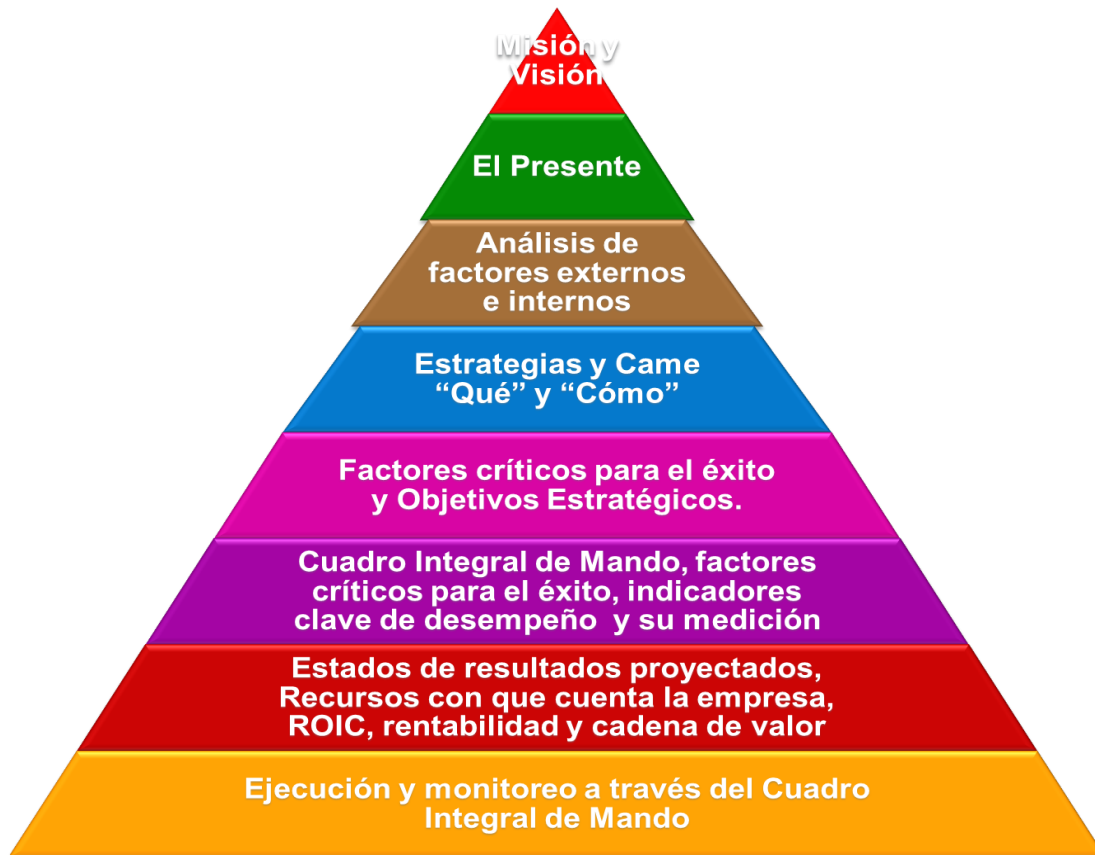 Misión y
Visión
El Presente
Análisis de
factores externos
e internos
Estrategias y Came
“Qué” y “Cómo”
Factores críticos para el éxito
y Objetivos Estratégicos.
Cuadro Integral de Mando, factores
críticos para el éxito, indicadores
clave de desempeño  y su medición
Estados de resultados proyectados,
Recursos con que cuenta la empresa,
ROIC, rentabilidad y cadena de valor
Ejecución y monitoreo a través del Cuadro
Integral de Mando